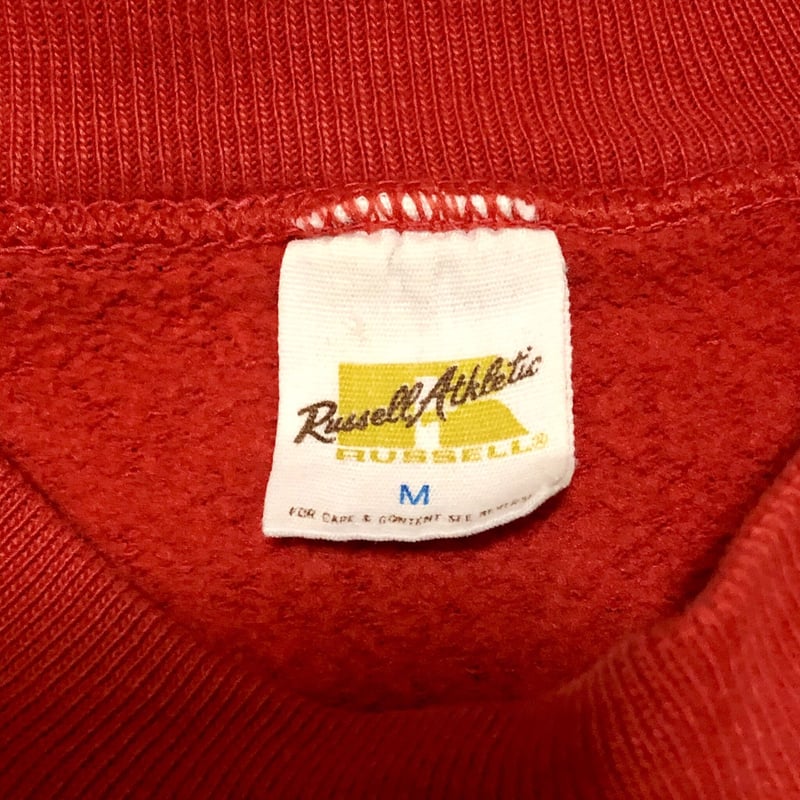 Russell Athletic
RUSSELL®
M
FOR CARE & CONTENT SEE REVERSE